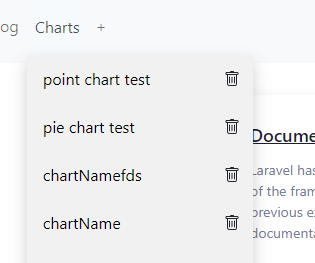 og Charts +
point chart test
pie chart test
chartNamefds
chartName
Docume
Laravel has
of the fram
previous ex
documenta